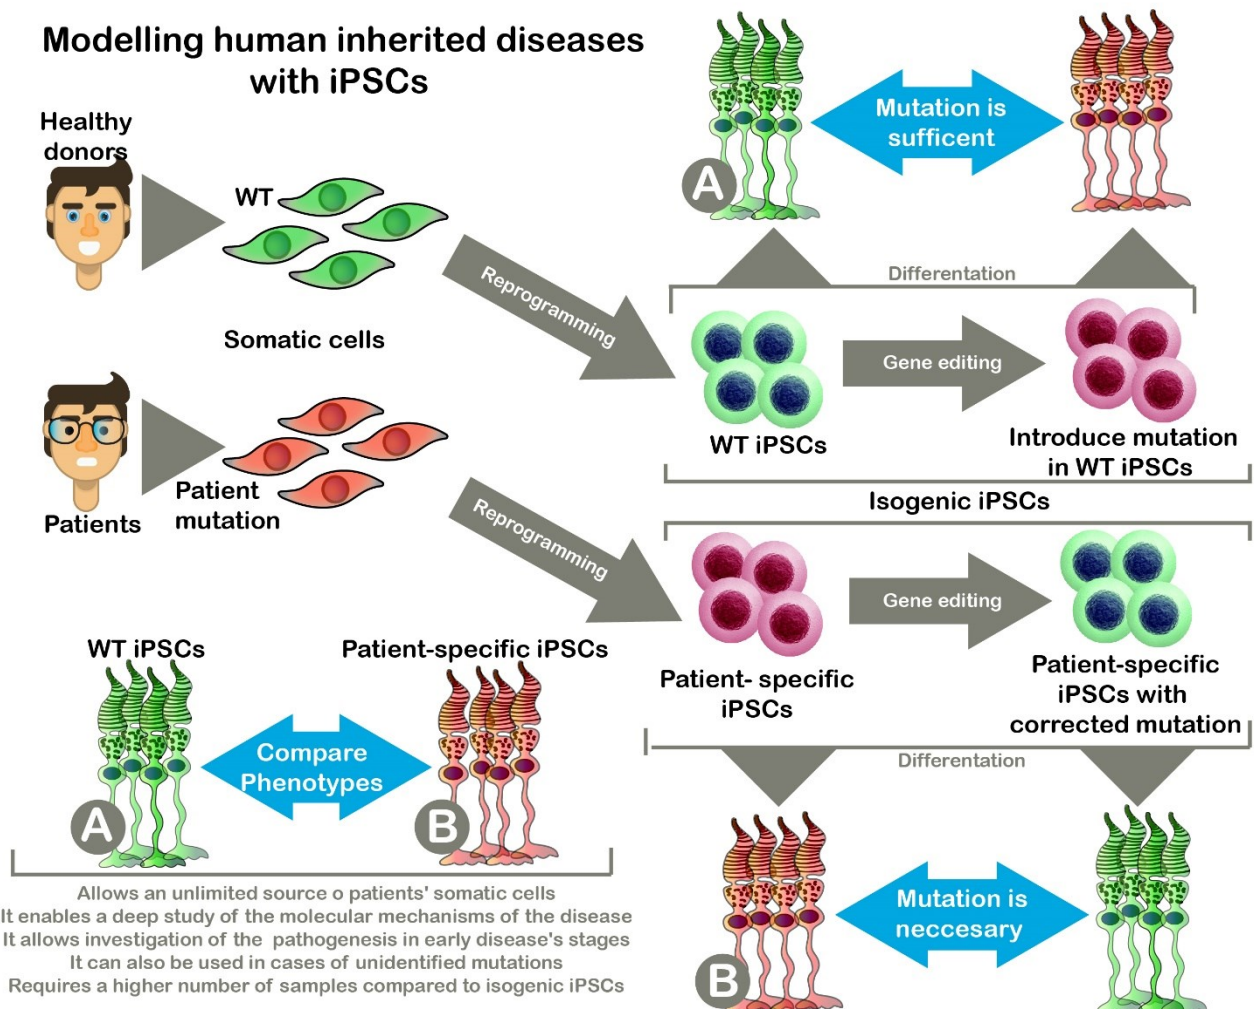 Modelling human inherited diseases
with iPSCs
Healthy
donors
WT
Somatic cells
Patients
Patient
mutation
Reprogramming
Reprogramming
A
Mutation is
sufficent
Differentation
Gene editing
WT iPSCs
Introduce mutation
in WT iPSCs
Isogenic iPSCs
Gene editing
Patient- specific
iPSCs
Patient-specific
iPSCs with
corrected mutation
Differentation
B
Mutation is
neccesary
WT iPSCs
Patient-specific iPSCs
Compare
Phenotypes
A
B
Allows an unlimited source o patients' somatic cells
It enables a deep study of the molecular mechanisms of the disease
It allows investigation of the pathogenesis in early disease's stages
It can also be used in cases of unidentified mutations
Requires a higher number of samples compared to isogenic iPSCs